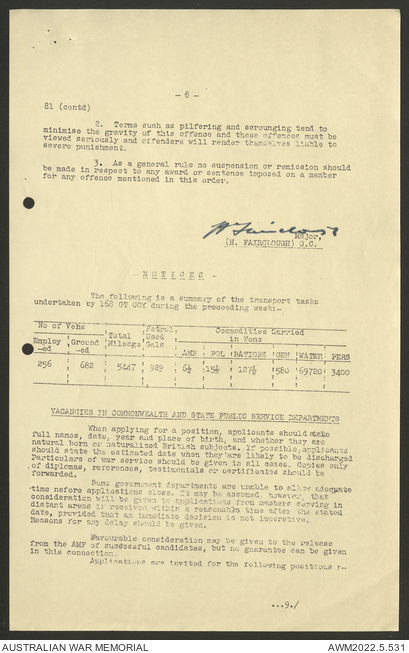 - 8 -
81 (contd)
2. Terms such as pilfering and scrounging tend to
minimise the gravity of this offence and these offences must be
viewed seriously and offenders will render themselves liable to
severe punishment.
3. As a general rule no suspension or remission should
be made in respect to any award or sentence imposed on a member
for any offence mentioned in this order.
H Fairclough
Major,
(H. FAIRCLOUGH) O.C.
- N O T I C E S -
The following is a summary of the transport tasks
undertaken by 168 GT COY during the preceeding week:-
No of Vehs Total Petrol Commodities Carried
Employ Ground Mileage Used in Tons
-ed -ed Gals AMN POL RATIONS GEN WATER PERS
256 682 5447 929 6½ 15½ 127½ 580 69720 3400
VACANCIES IN COMMONWEALTH AND STATE PUBLIC SERVICE DEPARTMENTS
When applying for a position, applicants should state
full names, date, year and place of birth, and whether they are
natural born or naturalized British subjects. If possible, applicants
should state the estimated date when they are likely to be discharged
Particulars of war service should be given in all cases. Copies only
of diplomas, references, testimonials or certificates should be
forwarded.
Some government departments are unable to allow adequate
time before applications close. It may be assumed, however, that
consideration will be given to applications from members serving in
distant areas if received within a reasonable time after the stated
date, provided that an immediate decision is not imperative.
Reasons for any delay should be given.
Favourable consideration may be given to the release
from the AMF of successful candidates, but no guarantee can be given
in this connection.
Applications are invited for the following positions :-
...9./
AUSTRALIAN WAR MEMORIAL AWM2022.5.531